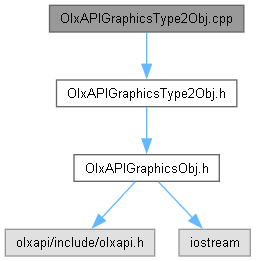 OlxAPIGraphicsType2Obj.cpp
OlxAPIGraphicsType2Obj.h
OlxAPIGraphicsObj.h
olxapi/include/olxapi.h
iostream